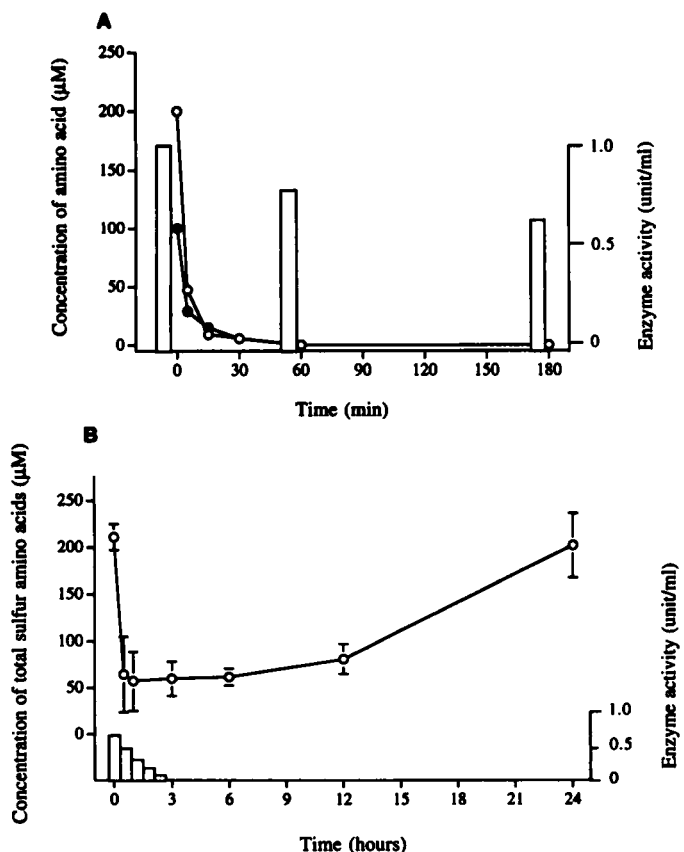 A
Concentration of amino acid (μM)
250
200
150
100
50
0
1.0
0.5
0
Enzyme activity (unit/ml)
0 30 60 90 120 150 180
Time (min)
B
Concentration of total sulfur amino acids (μM)
250
200
150
100
50
0
1.0
0.5
0
Enzyme activity (unit/ml)
0 3 6 9 12 15 18 21 24
Time (hours)